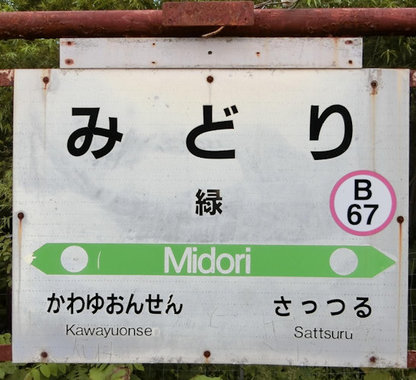 みどり
緑
B
67
Midori
かわゆおんせん さっつる
Kawayuonse Sattsuru